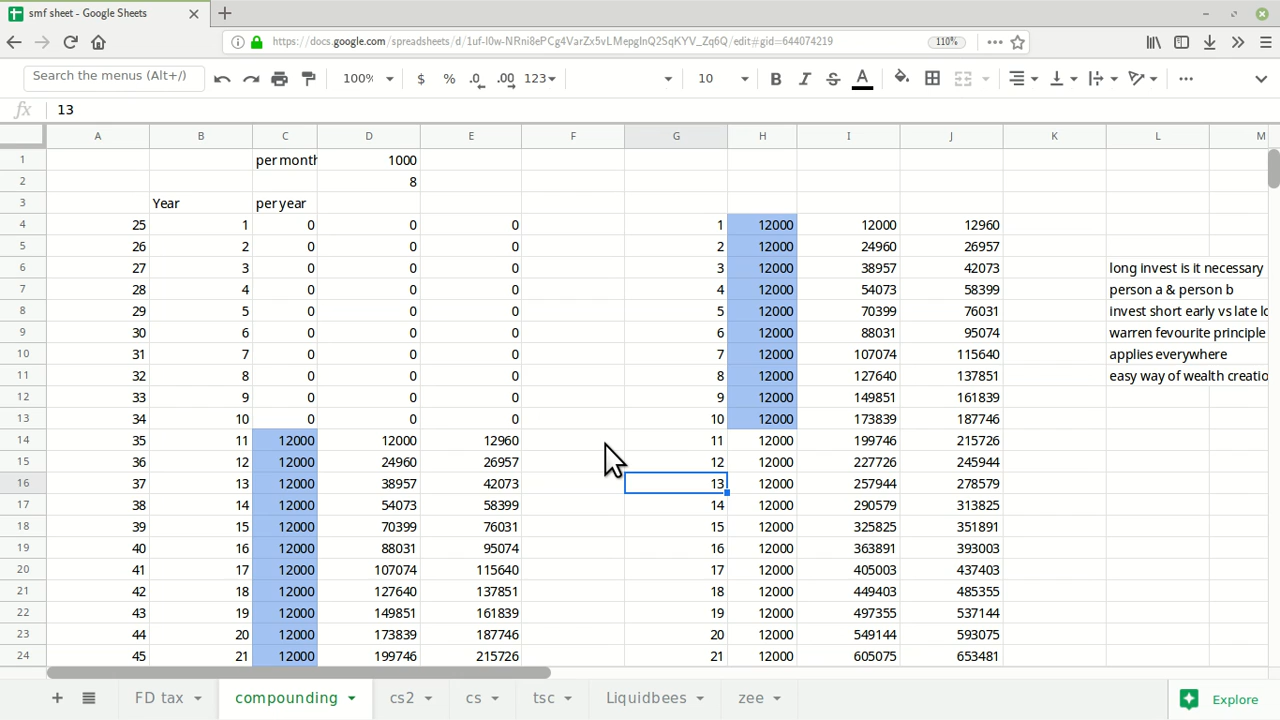 smf sheet - Google Sheets
https://docs.google.com/spreadsheets/d/1uf-I0w-NRni8ePCg4VarZx5vLMepgInQ2SqKYV_Zq6Q/edit#gid=644074219 110%
Search the menus (Alt+/) 100% $ % .0 .00 123 10 B I S A
fx 13
A B C D E F G H I J K L M
1 per month 1000
2 8
3 Year per year
4 25 1 0 0 0 1 12000 12000 12960
5 26 2 0 0 0 2 12000 24960 26957
6 27 3 0 0 0 3 12000 38957 42073 long invest is it necessary
7 28 4 0 0 0 4 12000 54073 58399 person a & person b
8 29 5 0 0 0 5 12000 70399 76031 invest short early vs late lo
9 30 6 0 0 0 6 12000 88031 95074 warren fevourite principle
10 31 7 0 0 0 7 12000 107074 115640 applies everywhere
11 32 8 0 0 0 8 12000 127640 137851 easy way of wealth creatio
12 33 9 0 0 0 9 12000 149851 161839
13 34 10 0 0 0 10 12000 173839 187746
14 35 11 12000 12000 12960 11 12000 199746 215726
15 36 12 12000 24960 26957 12 12000 227726 245944
16 37 13 12000 38957 42073 13 12000 257944 278579
17 38 14 12000 54073 58399 14 12000 290579 313825
18 39 15 12000 70399 76031 15 12000 325825 351891
19 40 16 12000 88031 95074 16 12000 363891 393003
20 41 17 12000 107074 115640 17 12000 405003 437403
21 42 18 12000 127640 137851 18 12000 449403 485355
22 43 19 12000 149851 161839 19 12000 497355 537144
23 44 20 12000 173839 187746 20 12000 549144 593075
24 45 21 12000 199746 215726 21 12000 605075 653481
FD tax compounding cs2 cs tsc Liquidbees zee Explore